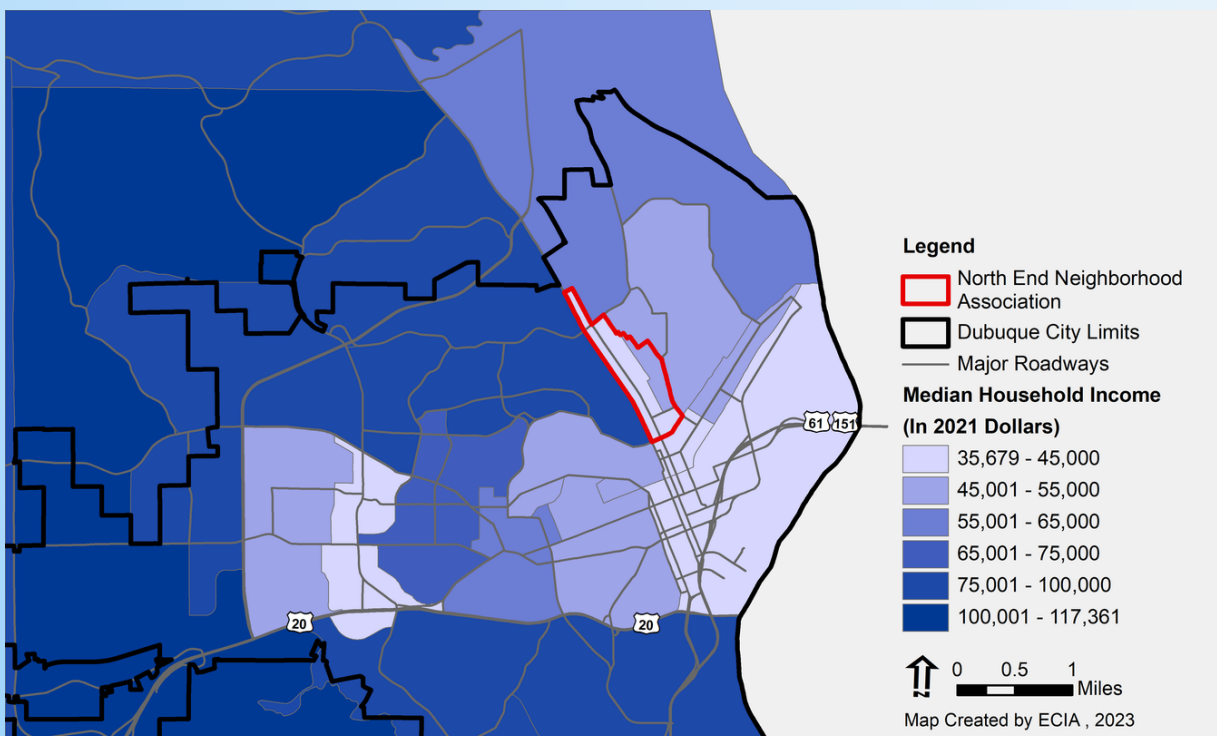 Legend
North End Neighborhood
Association
Dubuque City Limits
Major Roadways
Median Household Income
(In 2021 Dollars)
35,679 - 45,000
45,001 - 55,000
55,001 - 65,000
65,001 - 75,000
75,001 - 100,000
100,001 - 117,361
N
0 0.5 1
Miles
Map Created by ECIA , 2023
61 151
20
20